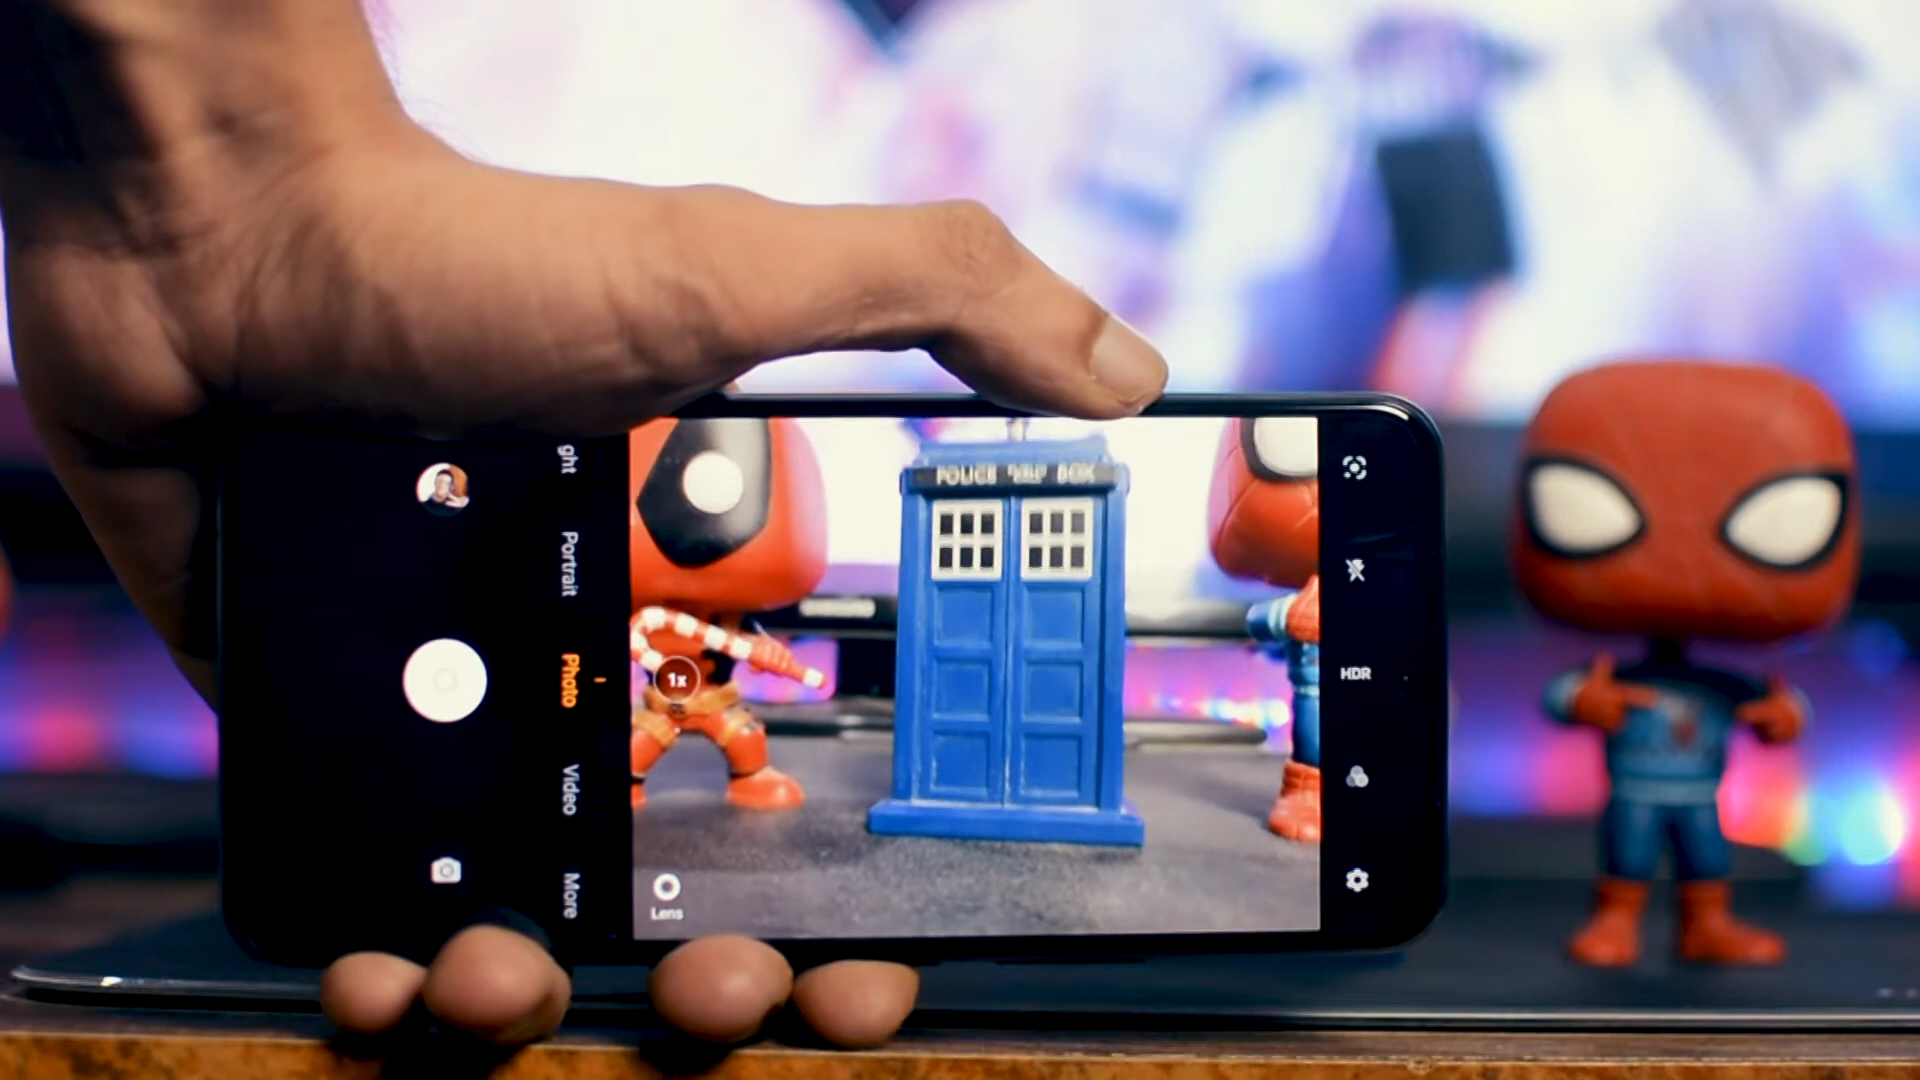 ght
Portrait
Photo
Video
More
1x
Lens
POLICE BOX
HDR